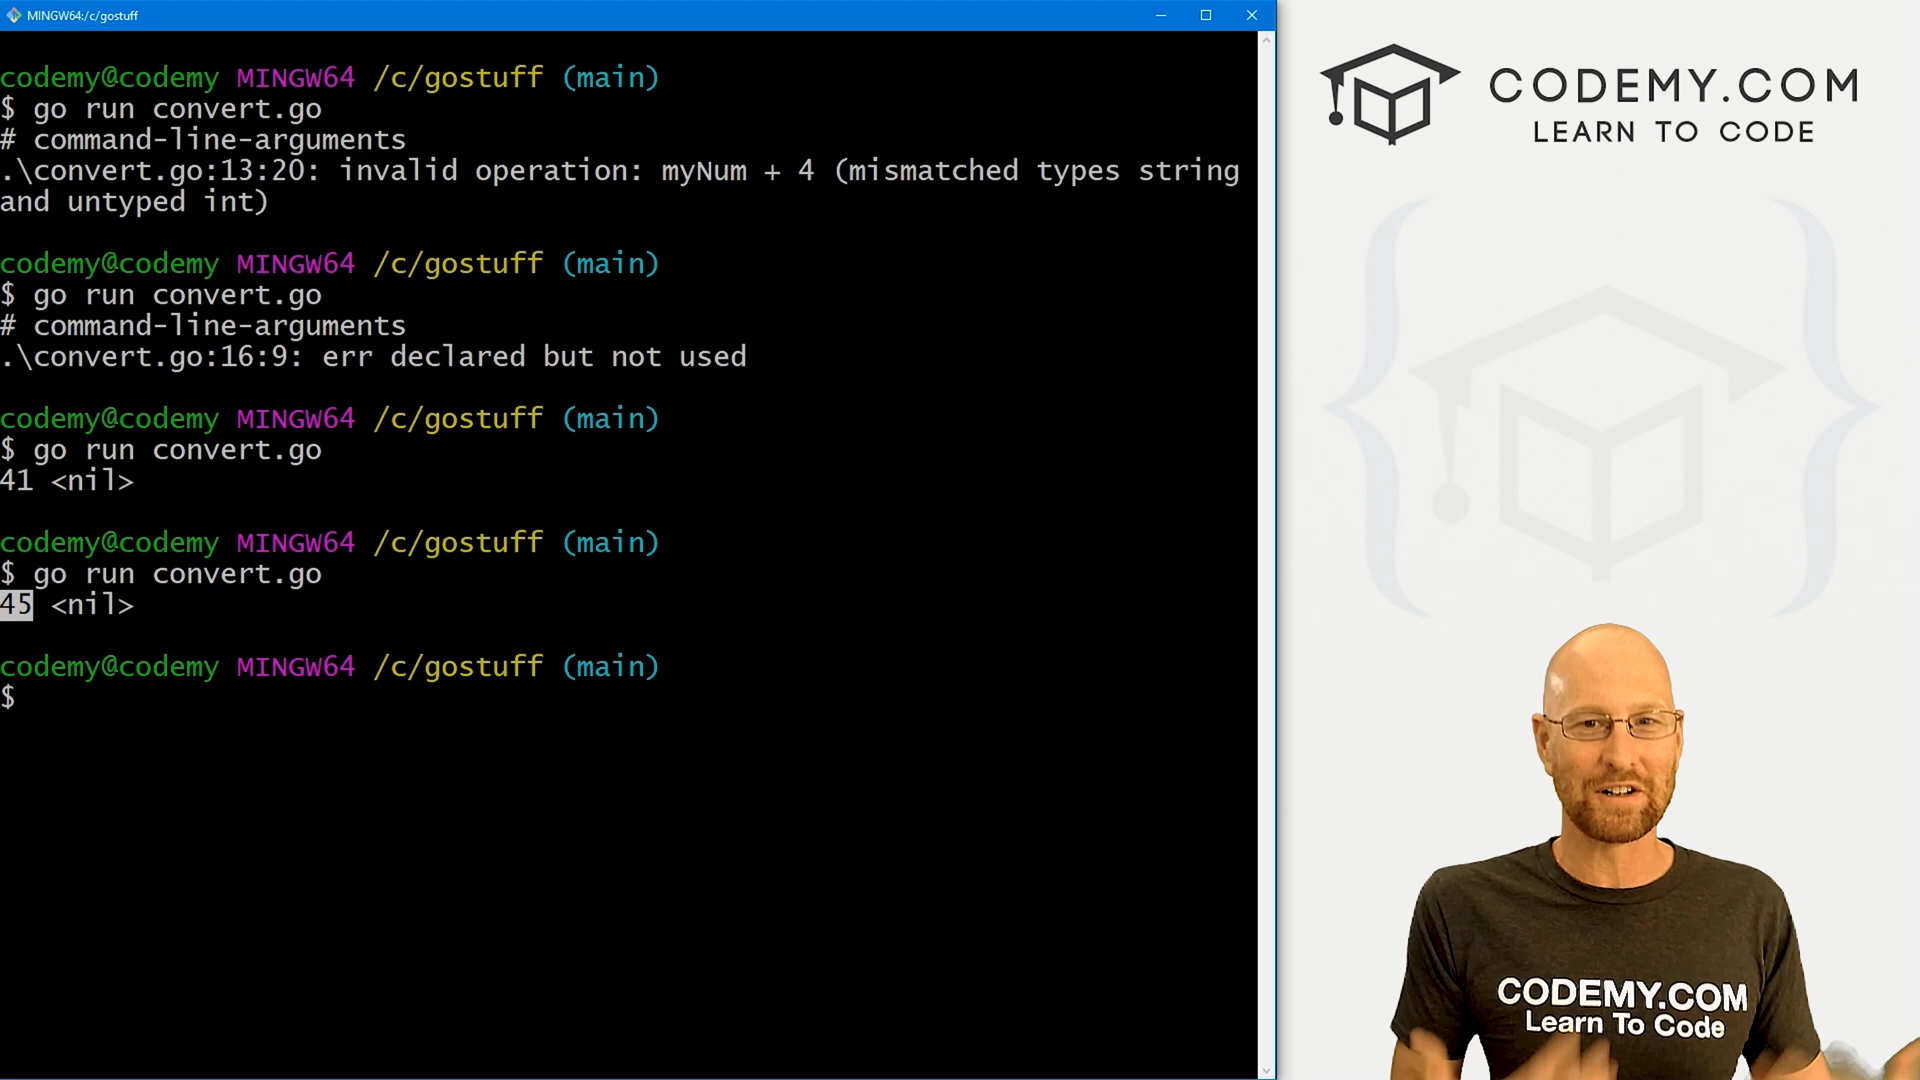 MINGW64:/c/gostuff
codemy@codemy MINGW64 /c/gostuff (main)
$ go run convert.go
# command-line-arguments
.\convert.go:13:20: invalid operation: myNum + 4 (mismatched types string
and untyped int)
codemy@codemy MINGW64 /c/gostuff (main)
$ go run convert.go
# command-line-arguments
.\convert.go:16:9: err declared but not used
codemy@codemy MINGW64 /c/gostuff (main)
$ go run convert.go
41 <nil>
codemy@codemy MINGW64 /c/gostuff (main)
$ go run convert.go
45 <nil>
codemy@codemy MINGW64 /c/gostuff (main)
$
CODEMY.COM
LEARN TO CODE
CODEMY.COM
Learn To Code